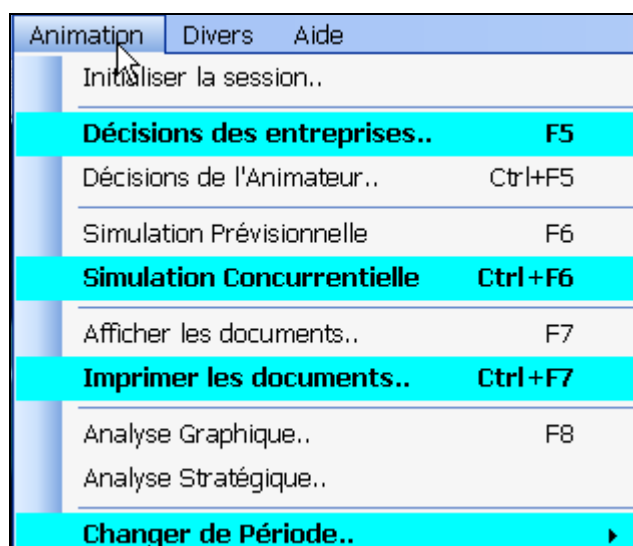 Animation Divers Aide
Initialiser la session..
Décisions des entreprises.. F5
Décisions de l'Animateur.. Ctrl+F5
Simulation Prévisionnelle F6
Simulation Concurrentielle Ctrl+F6
Afficher les documents.. F7
Imprimer les documents.. Ctrl+F7
Analyse Graphique.. F8
Analyse Stratégique..
Changer de Période..